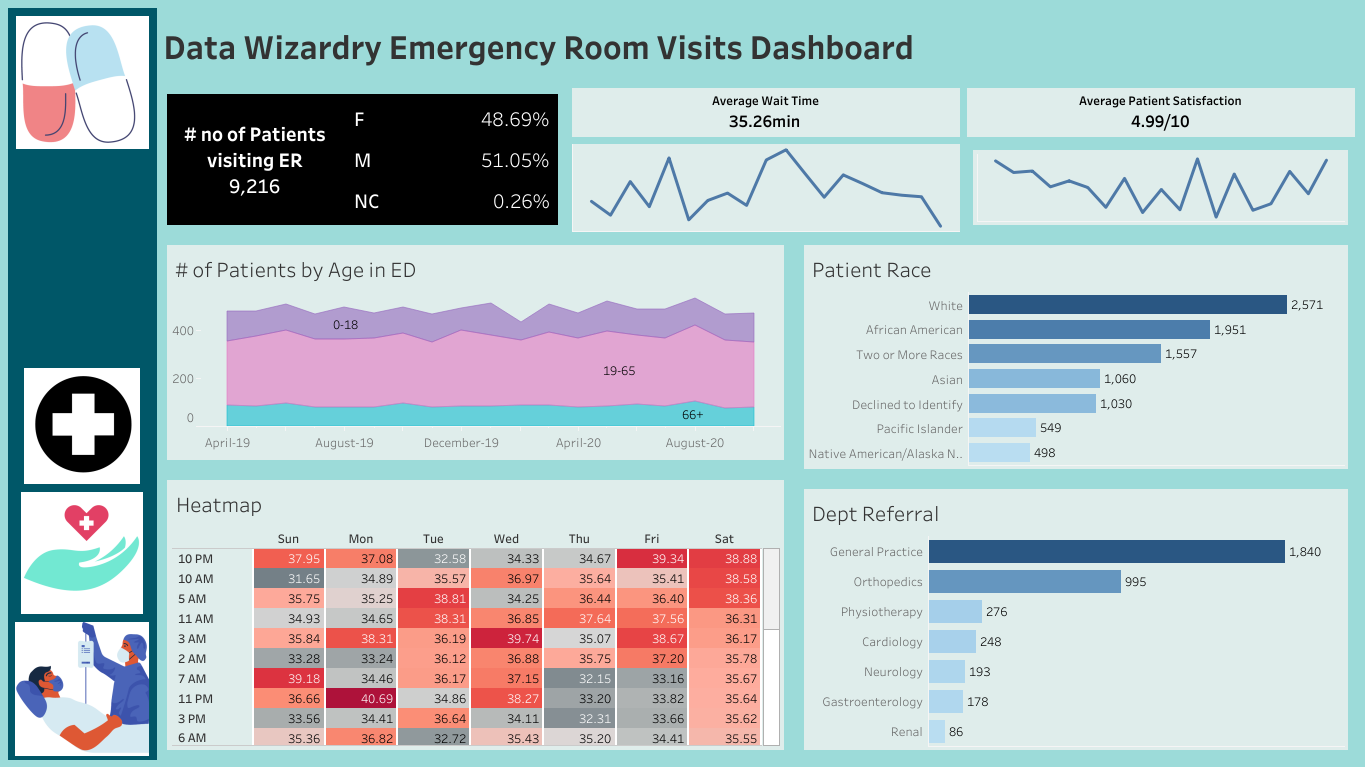 Data Wizardry Emergency Room Visits Dashboard
# no of Patients
visiting ER
9,216
F 48.69%
M 51.05%
NC 0.26%
Average Wait Time
35.26min
Average Patient Satisfaction
4.99/10
# of Patients by Age in ED
400
200
0
0-18
19-65
66+
April-19 August-19 December-19 April-20 August-20
Patient Race
White 2,571
African American 1,951
Two or More Races 1,557
Asian 1,060
Declined to Identify 1,030
Pacific Islander 549
Native American/Alaska N.. 498
Heatmap
Sun Mon Tue Wed Thu Fri Sat
10 PM 37.95 37.08 32.58 34.33 34.67 39.34 38.88
10 AM 31.65 34.89 35.57 36.97 35.64 35.41 38.58
5 AM 35.75 35.25 38.81 34.25 36.44 36.40 38.36
11 AM 34.93 34.65 38.31 36.85 37.64 37.56 36.31
3 AM 35.84 38.31 36.19 39.74 35.07 38.67 36.17
2 AM 33.28 33.24 36.12 36.88 35.75 37.20 35.78
7 AM 39.18 34.46 36.17 37.15 32.15 33.16 35.67
11 PM 36.66 40.69 34.86 38.27 33.20 33.82 35.64
3 PM 33.56 34.41 36.64 34.11 32.31 33.66 35.62
6 AM 35.36 36.82 32.72 35.43 35.20 34.41 35.55
Dept Referral
General Practice 1,840
Orthopedics 995
Physiotherapy 276
Cardiology 248
Neurology 193
Gastroenterology 178
Renal 86